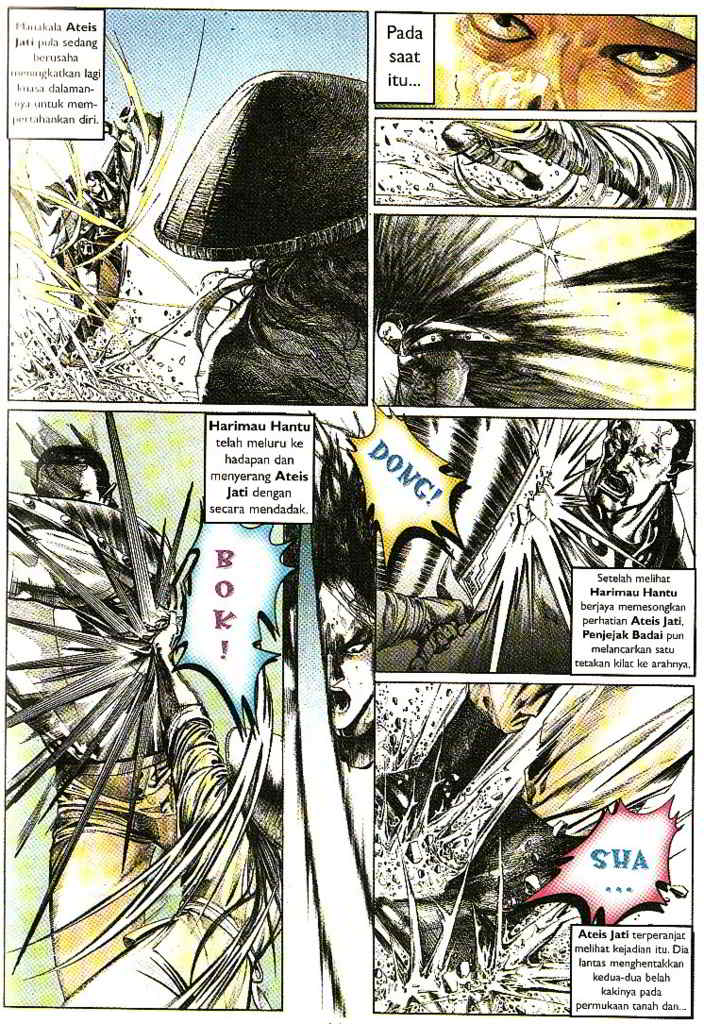 Manakala Ateis
Jati pula sedang
berusaha
meningkatkan lagi
kuasa dalaman-
nya untuk mem-
pertahankan diri.
Pada
saat
itu...
Harimau Hantu
telah meluru ke
hadapan dan
menyerang Ateis
Jati dengan
secara mendadak.
BOK!
DONG!
Setelah melihat
Harimau Hantu
berjaya memesongkan
perhatian Ateis Jati,
Penjejak Badai pun
melancarkan satu
tetakan kilat ke arahnya.
SHA
...
Ateis Jati terperanjat
melihat kejadian itu. Dia
lantas menghentakkan
kedua-dua belah
kakinya pada
permukaan tanah dan...